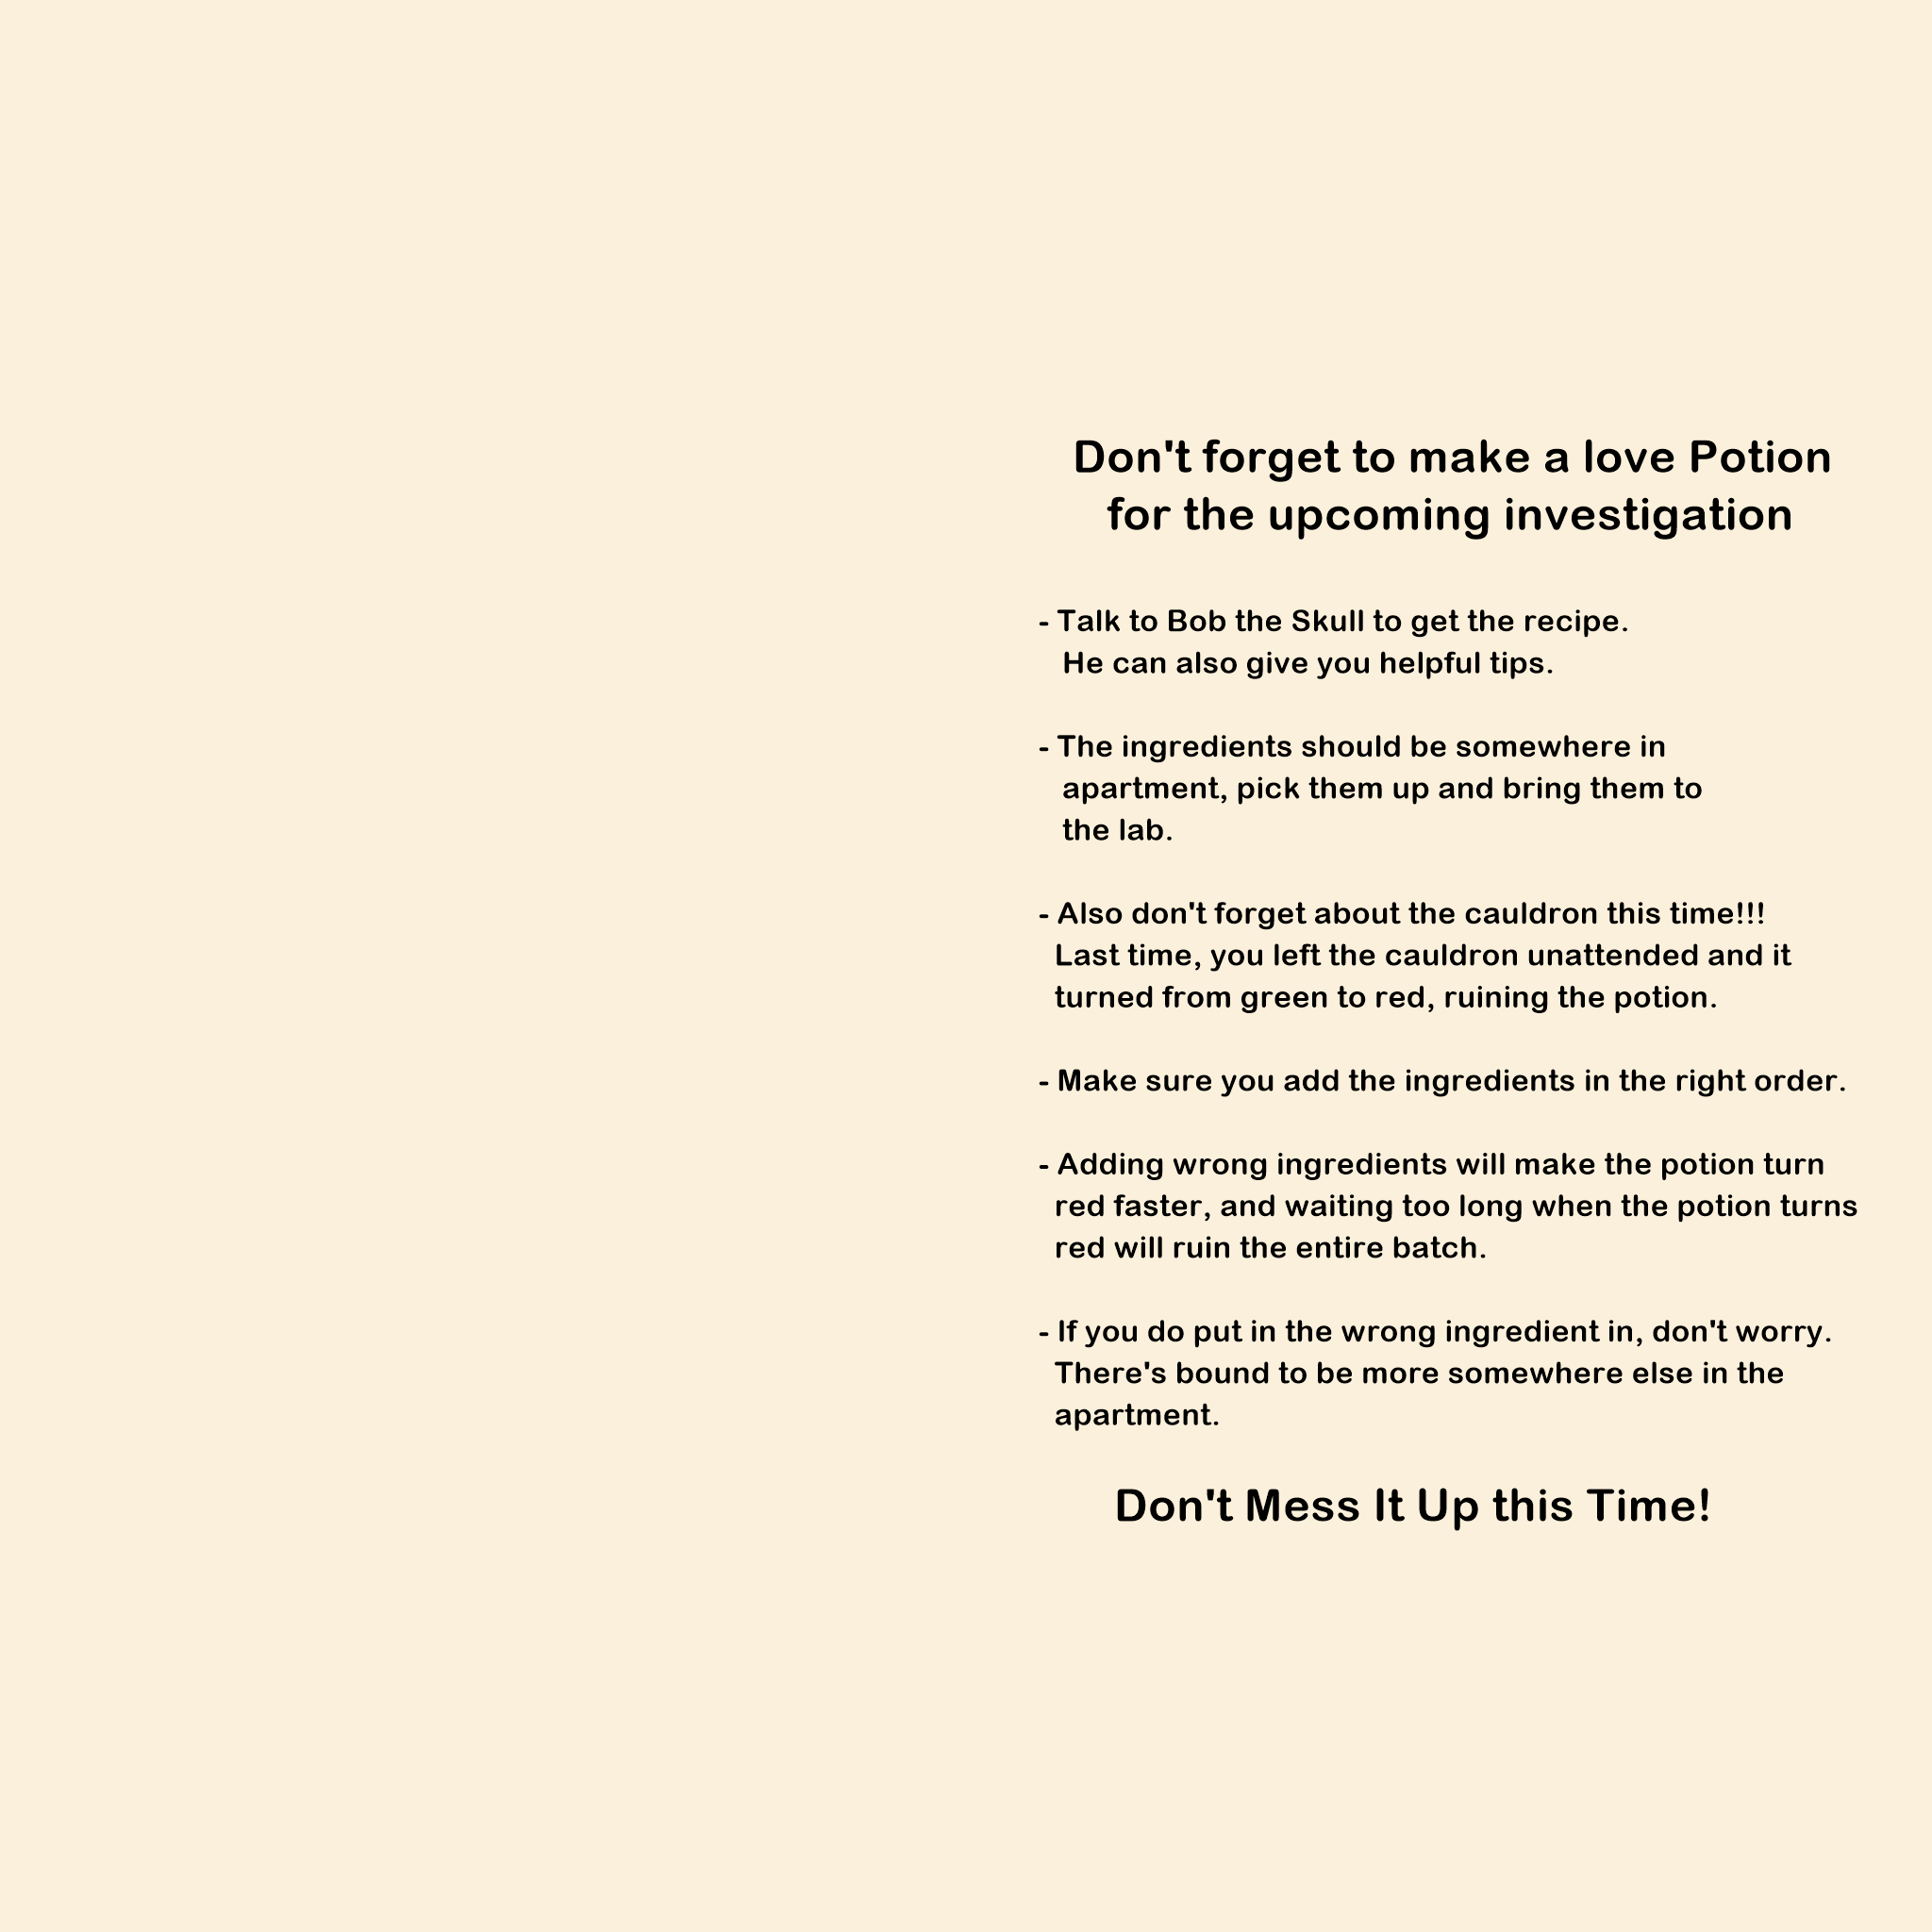 Don't forget to make a love Potion
for the upcoming investigation
- Talk to Bob the Skull to get the recipe.
He can also give you helpful tips.
- The ingredients should be somewhere in
apartment, pick them up and bring them to
the lab.
- Also don't forget about the cauldron this time!!!
Last time, you left the cauldron unattended and it
turned from green to red, ruining the potion.
- Make sure you add the ingredients in the right order.
- Adding wrong ingredients will make the potion turn
red faster, and waiting too long when the potion turns
red will ruin the entire batch.
- If you do put in the wrong ingredient in, don't worry.
There's bound to be more somewhere else in the
apartment.
Don't Mess It Up this Time!